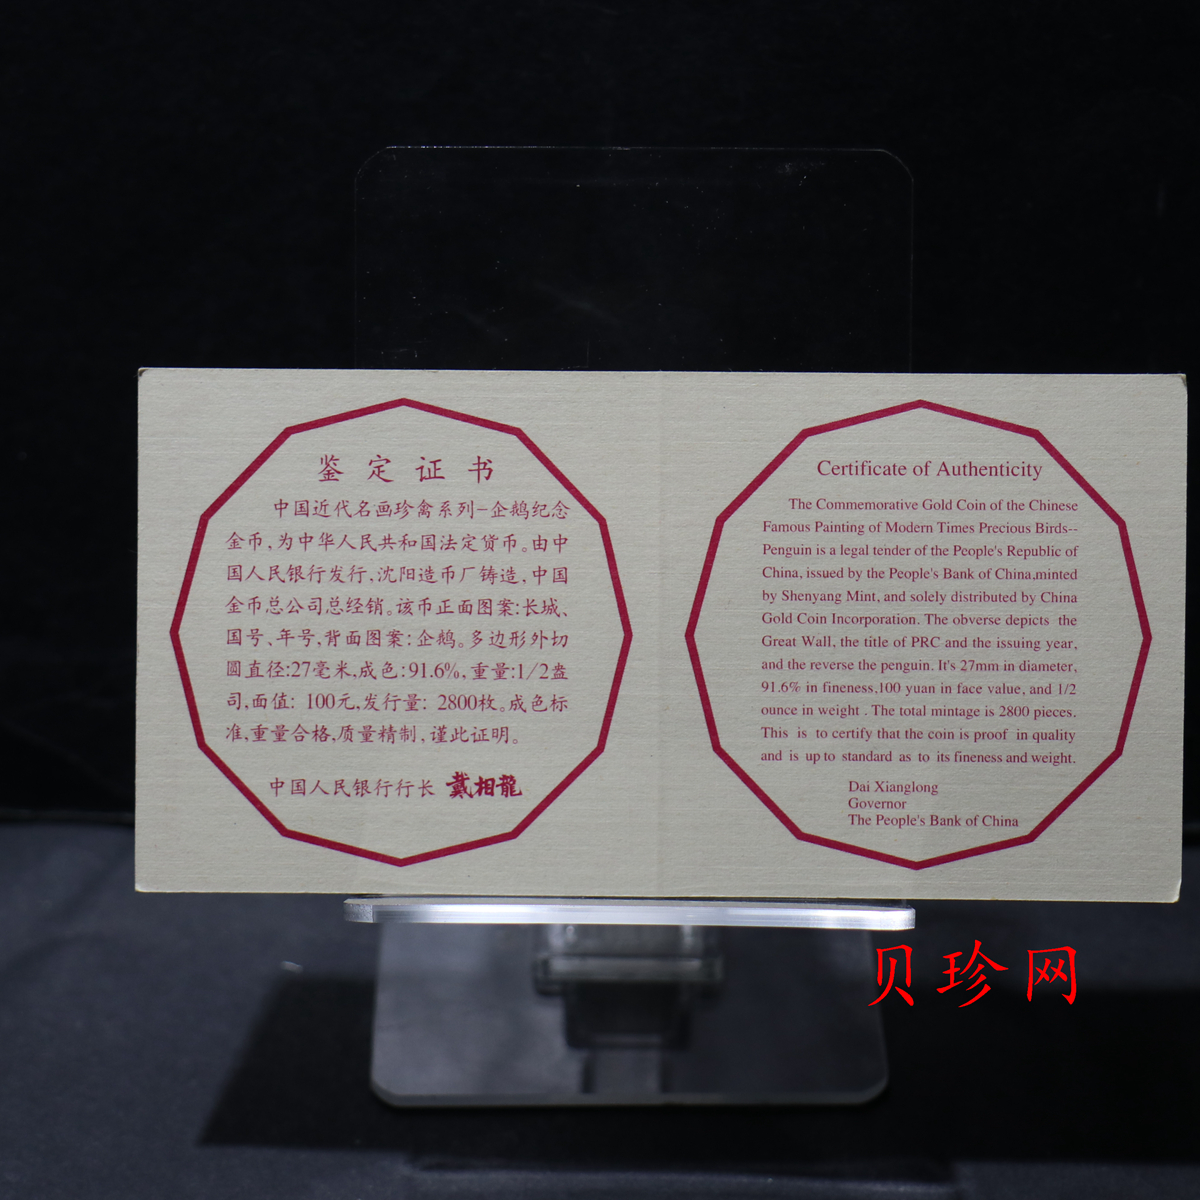 鉴定证书
中国近代名画珍禽系列-企鹅纪念
金币,为中华人民共和国法定货币。由中
国人民银行发行,沈阳造币厂铸造,中国
金币总公司总经销。该币正面图案:长城、
国号、年号,背面图案:企鹅。多边形外切
圆直径:27毫米,成色:91.6%,重量:1/2盎
司,面值: 100元,发行量: 2800枚。成色标
准,重量合格,质量精制,谨此证明。
中国人民银行行长 戴相龍
Certificate of Authenticity
The Commemorative Gold Coin of the Chinese
Famous Painting of Modern Times Precious Birds--
Penguin is a legal tender of the People's Republic of
China, issued by the People's Bank of China,minted
by Shenyang Mint, and solely distributed by China
Gold Coin Incorporation. The obverse depicts the
Great Wall, the title of PRC and the issuing year,
and the reverse the penguin. It's 27mm in diameter,
91.6% in fineness,100 yuan in face value, and 1/2
ounce in weight . The total mintage is 2800 pieces.
This is to certify that the coin is proof in quality
and is up to standard as to its fineness and weight.
Dai Xianglong
Governor
The People's Bank of China
贝珍网